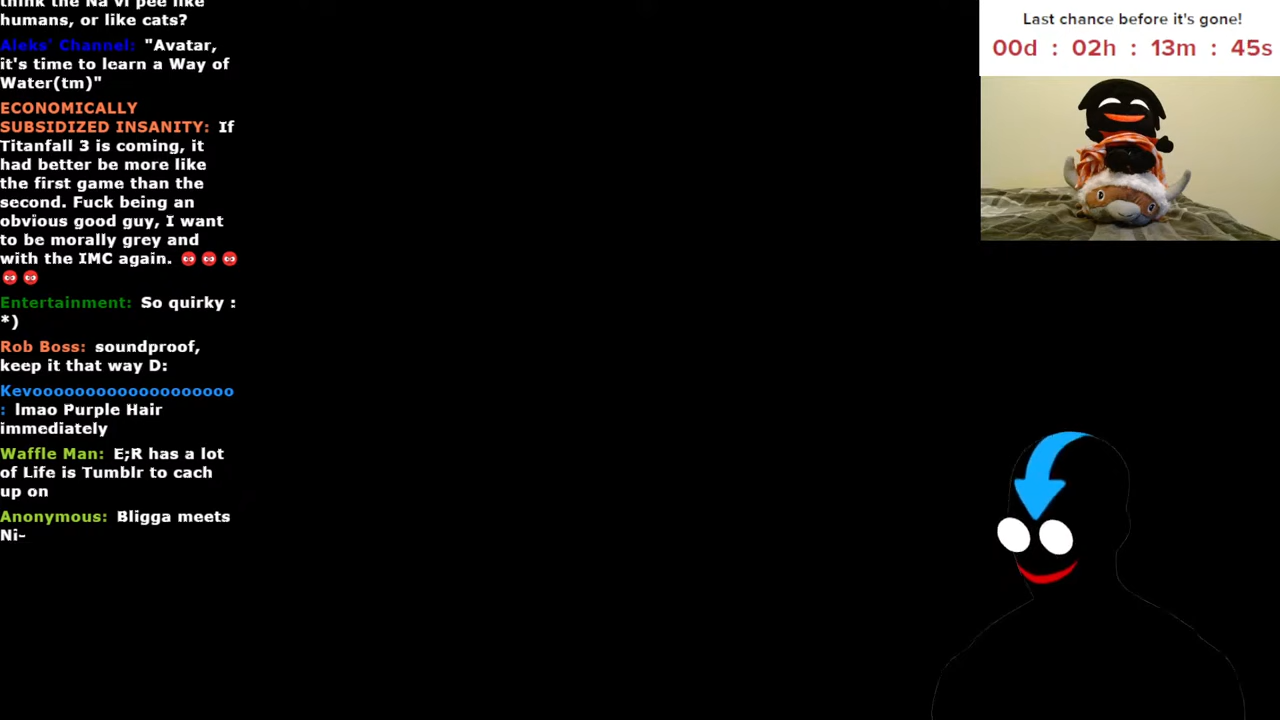 think the Na'vi pee like
humans, or like cats?
Aleks' Channel: "Avatar,
it's time to learn a Way of
Water(tm)"
ECONOMICALLY
SUBSIDIZED INSANITY: If
Titanfall 3 is coming, it
had better be more like
the first game than the
second. Fuck being an
obvious good guy, I want
to be morally grey and
with the IMC again.
Entertainment: So quirky :
*)
Rob Boss: soundproof,
keep it that way D:
Kevooooooooooooooooooo
: lmao Purple Hair
immediately
Waffle Man: E;R has a lot
of Life is Tumblr to cach
up on
Anonymous: Bligga meets
Ni~
Last chance before it's gone!
00d : 02h : 13m : 45s